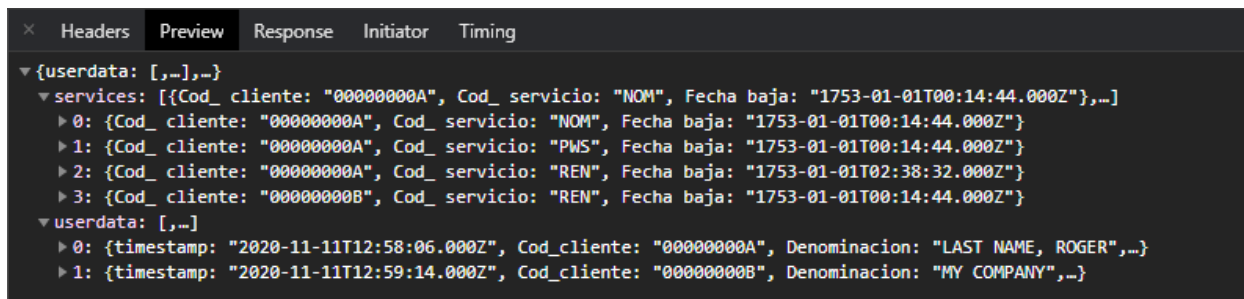 × Headers Preview Response Initiator Timing
▼{userdata: [,…],…}
▼services: [{Cod_ cliente: "00000000A", Cod_ servicio: "NOM", Fecha baja: "1753-01-01T00:14:44.000Z"},…]
▶0: {Cod_ cliente: "00000000A", Cod_ servicio: "NOM", Fecha baja: "1753-01-01T00:14:44.000Z"}
▶1: {Cod_ cliente: "00000000A", Cod_ servicio: "PWS", Fecha baja: "1753-01-01T00:14:44.000Z"}
▶2: {Cod_ cliente: "00000000A", Cod_ servicio: "REN", Fecha baja: "1753-01-01T02:38:32.000Z"}
▶3: {Cod_ cliente: "00000000B", Cod_ servicio: "REN", Fecha baja: "1753-01-01T00:14:44.000Z"}
▼userdata: [,…]
▶0: {timestamp: "2020-11-11T12:58:06.000Z", Cod_cliente: "00000000A", Denominacion: "LAST NAME, ROGER",…}
▶1: {timestamp: "2020-11-11T12:59:14.000Z", Cod_cliente: "00000000B", Denominacion: "MY COMPANY",…}